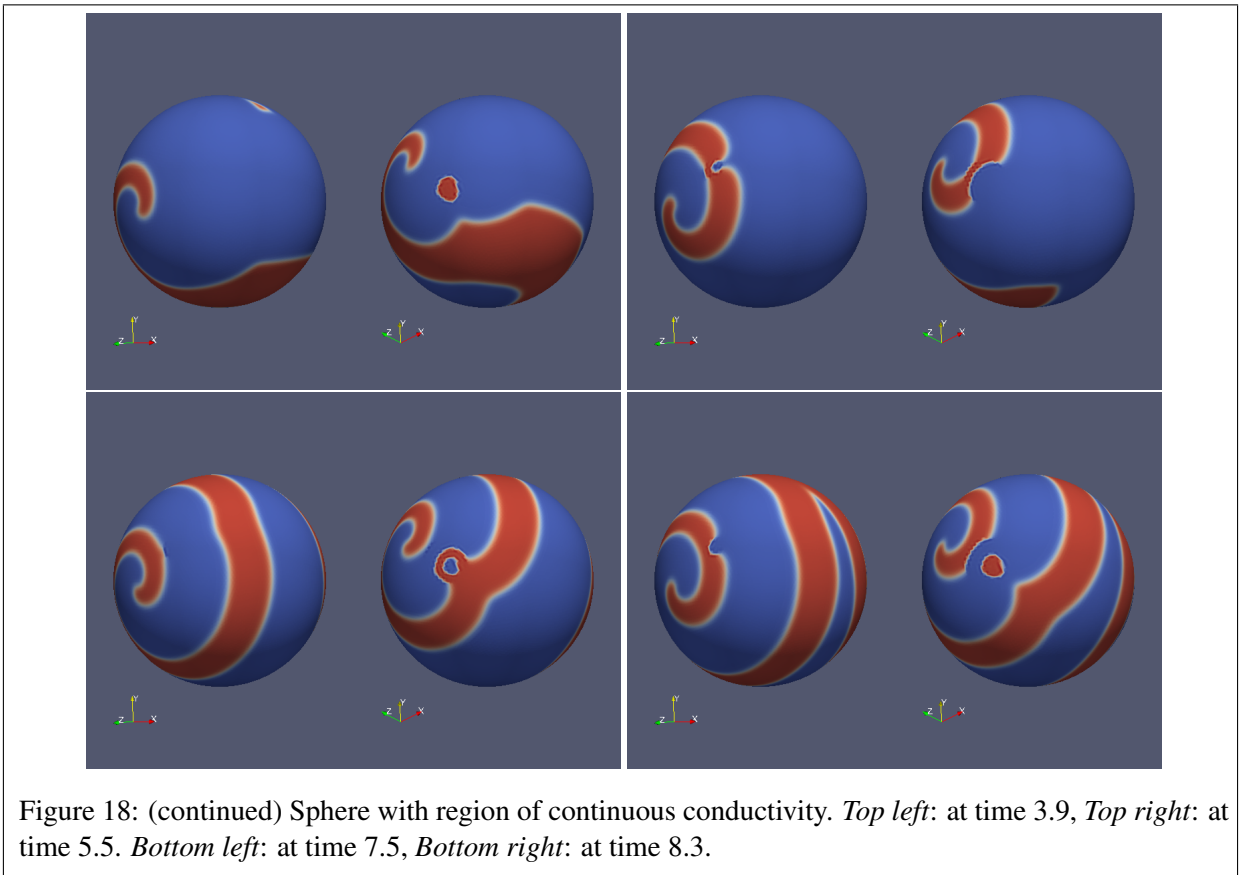 Z Y X Z Y X Z Y X Z Y X
Z Y X Z Y X Z Y X Z Y X
Figure 18: (continued) Sphere with region of continuous conductivity. Top left: at time 3.9, Top right: at
time 5.5. Bottom left: at time 7.5, Bottom right: at time 8.3.